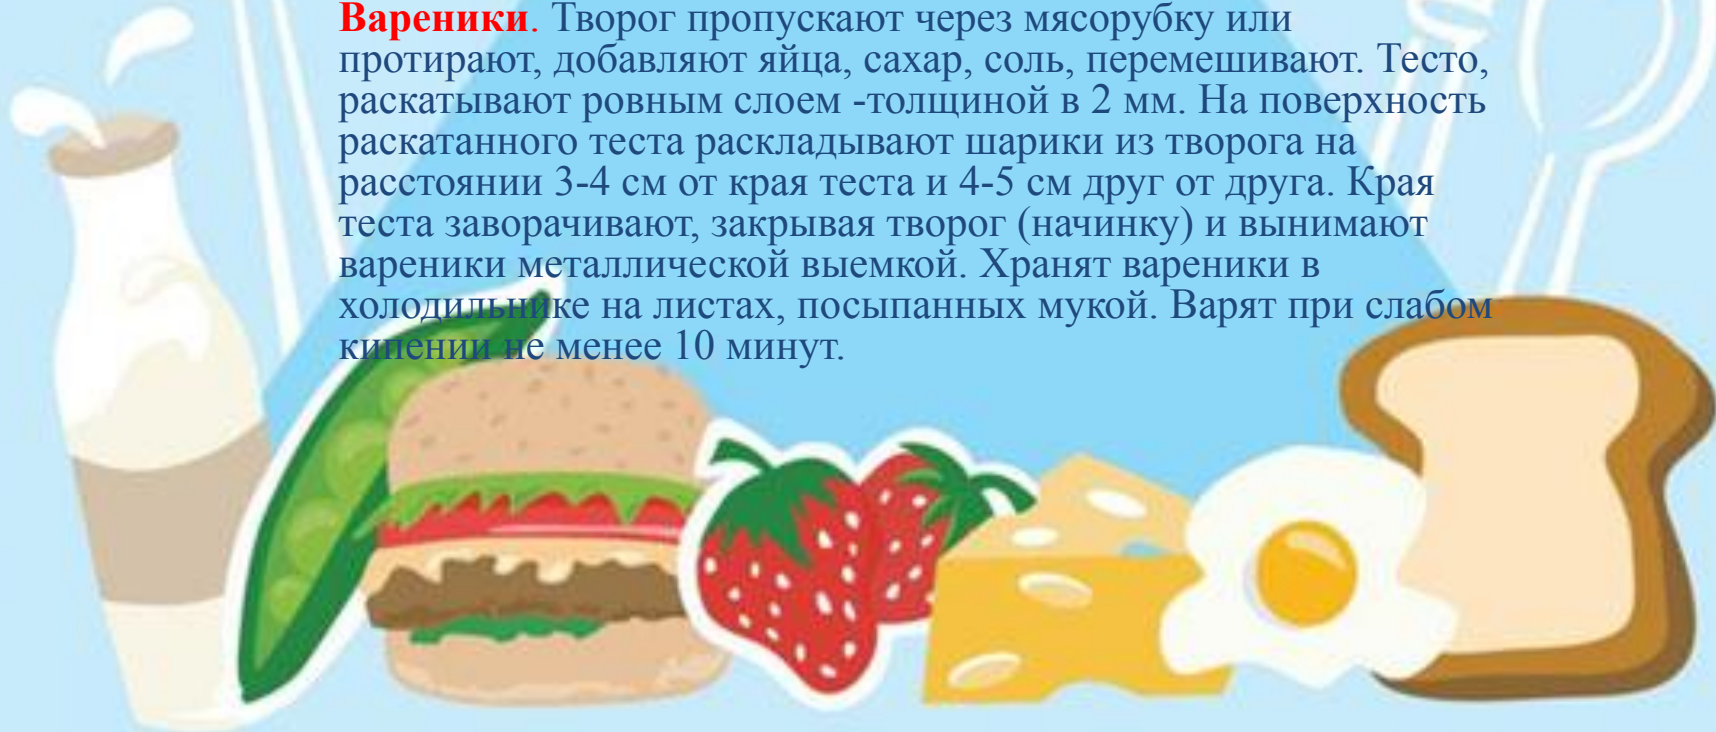 Вареники. Творог пропускают через мясорубку или
протирают, добавляют яйца, сахар, соль, перемешивают. Тесто,
раскатывают ровным слоем -толщиной в 2 мм. На поверхность
раскатанного теста раскладывают шарики из творога на
расстоянии 3-4 см от края теста и 4-5 см друг от друга. Края
теста заворачивают, закрывая творог (начинку) и вынимают
вареники металлической выемкой. Хранят вареники в
холодильнике на листах, посыпанных мукой. Варят при слабом
кипении не менее 10 минут.